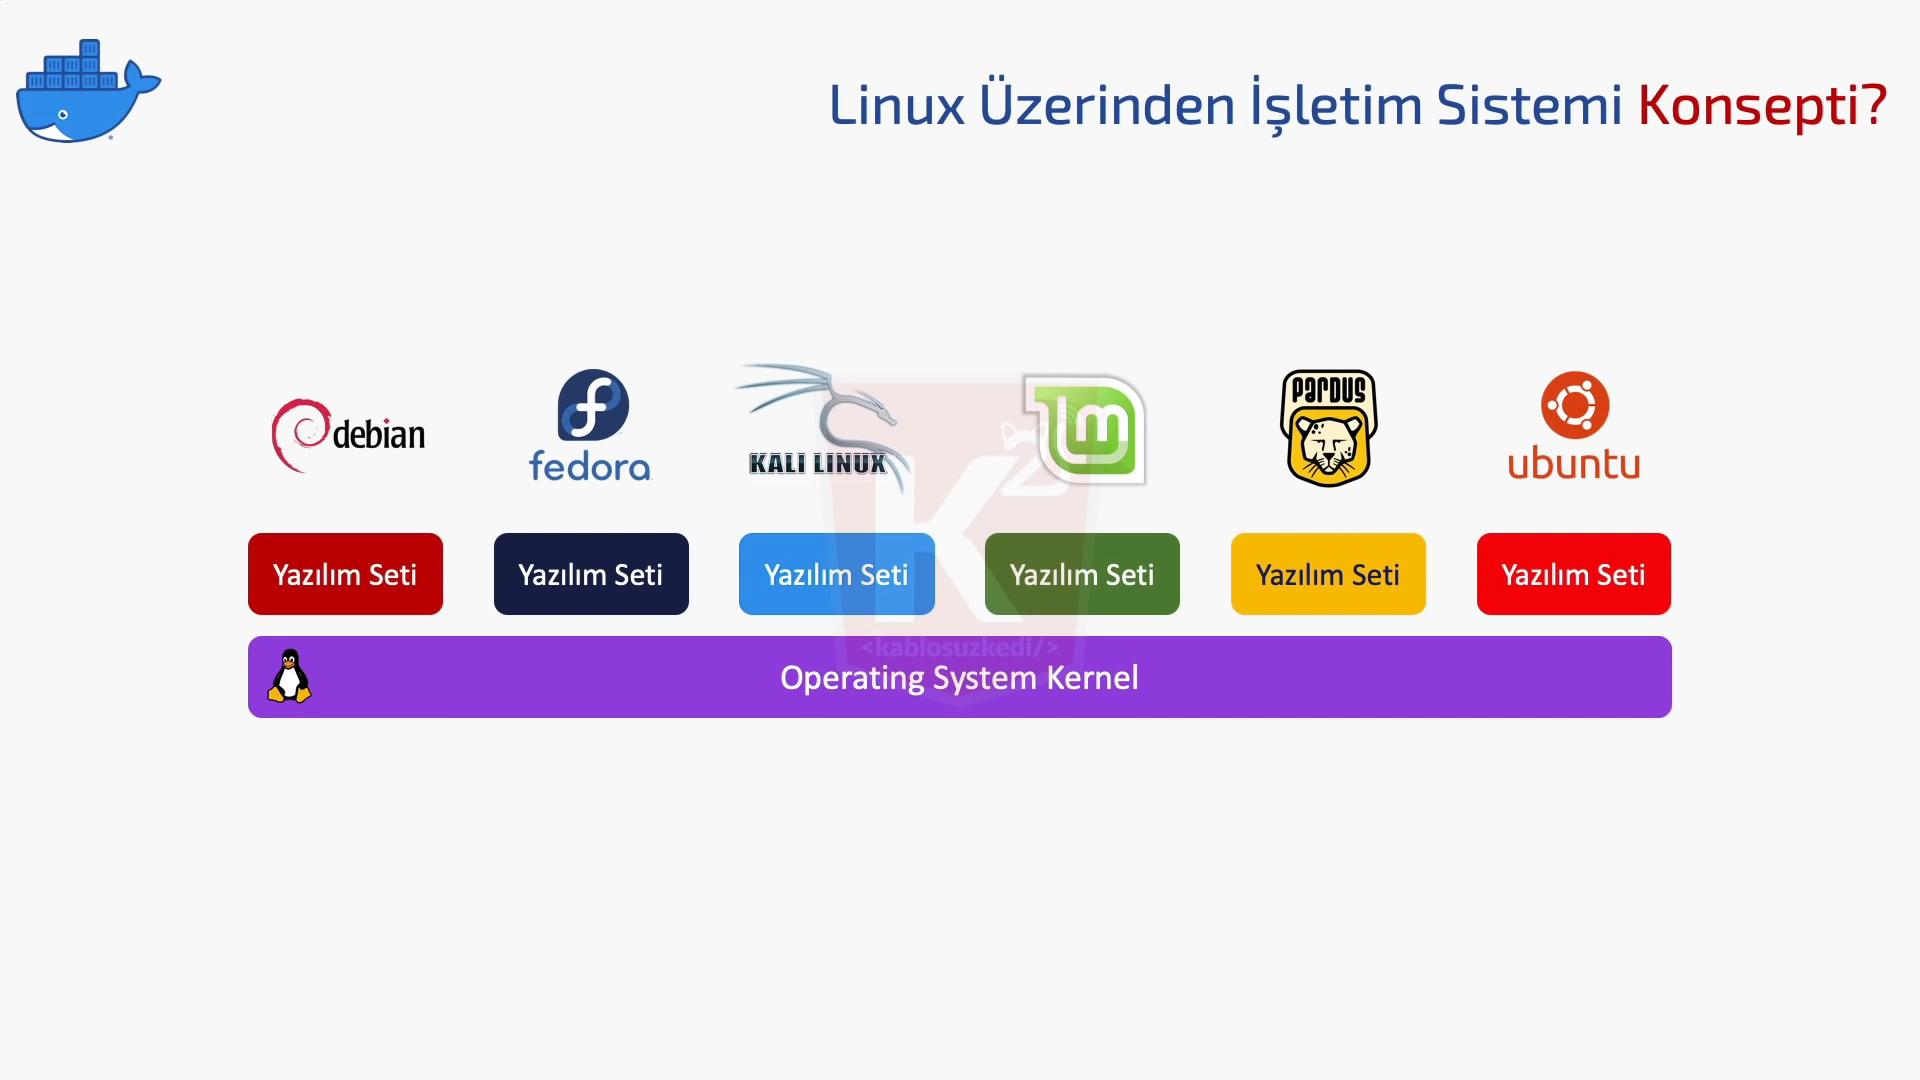 Linux Üzerinden İşletim Sistemi Konsepti?
debian
fedora
KALI LINUX
PARDUS
ubuntu
Yazılım Seti
Yazılım Seti
Yazılım Seti
Yazılım Seti
Yazılım Seti
Yazılım Seti
<kablosuzkedi/>
Operating System Kernel